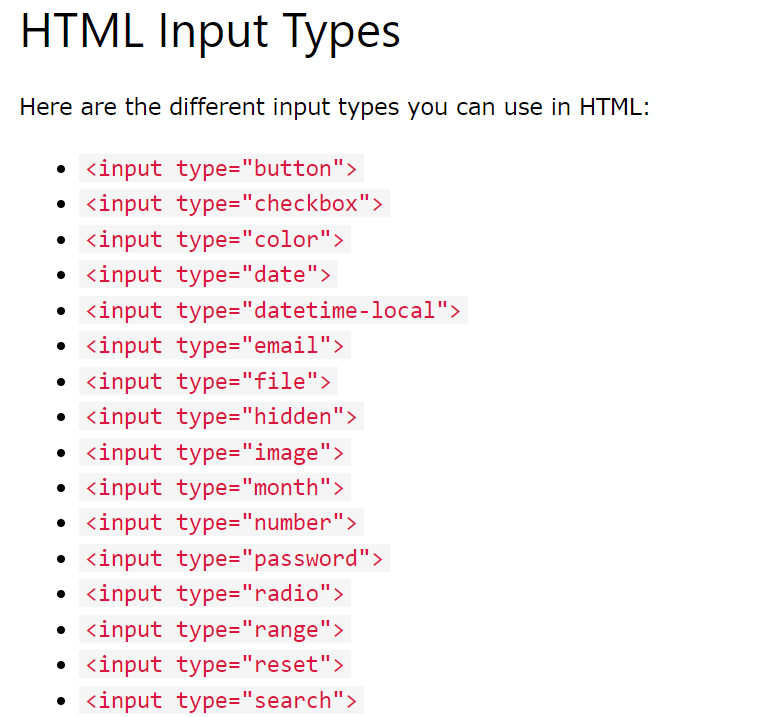 HTML Input Types
Here are the different input types you can use in HTML:
<input type="button">
<input type="checkbox">
<input type="color">
<input type="date">
<input type="datetime-local">
<input type="email">
<input type="file">
<input type="hidden">
<input type="image">
<input type="month">
<input type="number">
<input type="password">
<input type="radio">
<input type="range">
<input type="reset">
<input type="search">